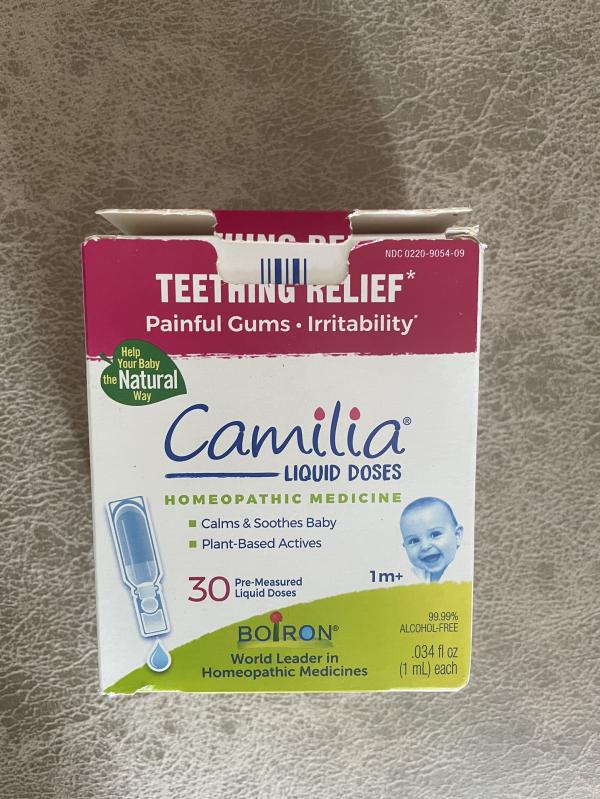 NDC 0220-9054-09
TEETHING RELIEF*
Painful Gums • Irritability*
Help
Your Baby
the Natural
Way
Camilia®
LIQUID DOSES
HOMEOPATHIC MEDICINE
Calms & Soothes Baby
Plant-Based Actives
30 Pre-Measured
Liquid Doses
1m+
99.99%
ALCOHOL-FREE
BOIRON®
World Leader in
Homeopathic Medicines
.034 fl oz
(1 mL) each